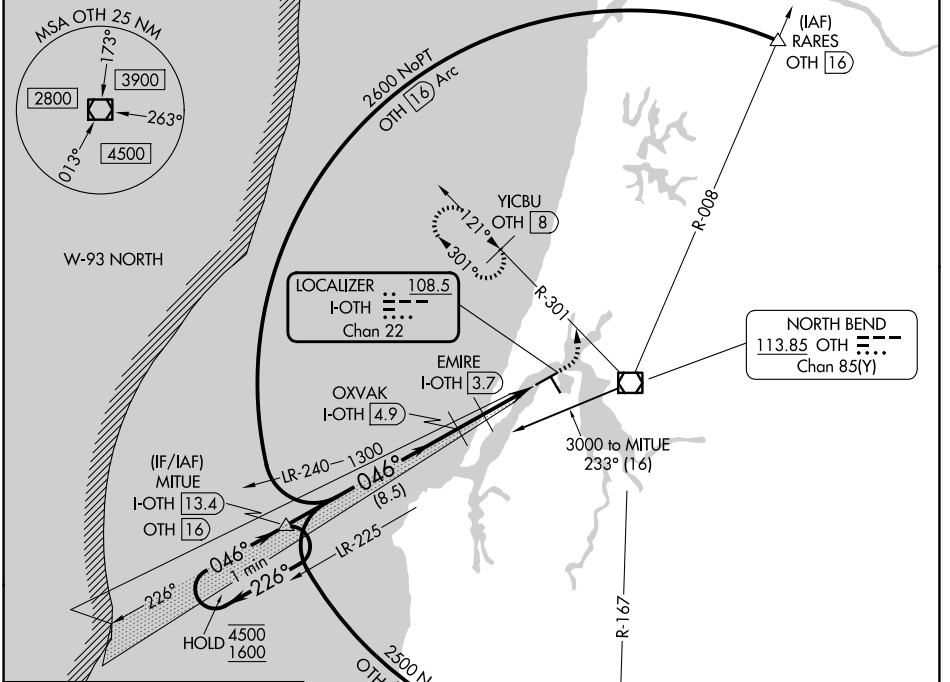 MSA OTH 25 NM
173°
3900
2800
263°
013°
4500
W-93 NORTH
2600 NoPT
OTH 16 Arc
(IAF)
RARES
OTH 16
R-008
YICBU
OTH 8
121°
301°
R-301
LOCALIZER 108.5
I-OTH
Chan 22
NORTH BEND
113.85 OTH
Chan 85(Y)
EMIRE
I-OTH 3.7
OXVAK
I-OTH 4.9
3000 to MITUE
233° (16)
LR-240
1300
046°
(8.5)
(IF/IAF)
MITUE
I-OTH 13.4
OTH 16
LR-225
046°
1 min
226°
226°
HOLD 4500
1600
R-167
2500 N
OTH